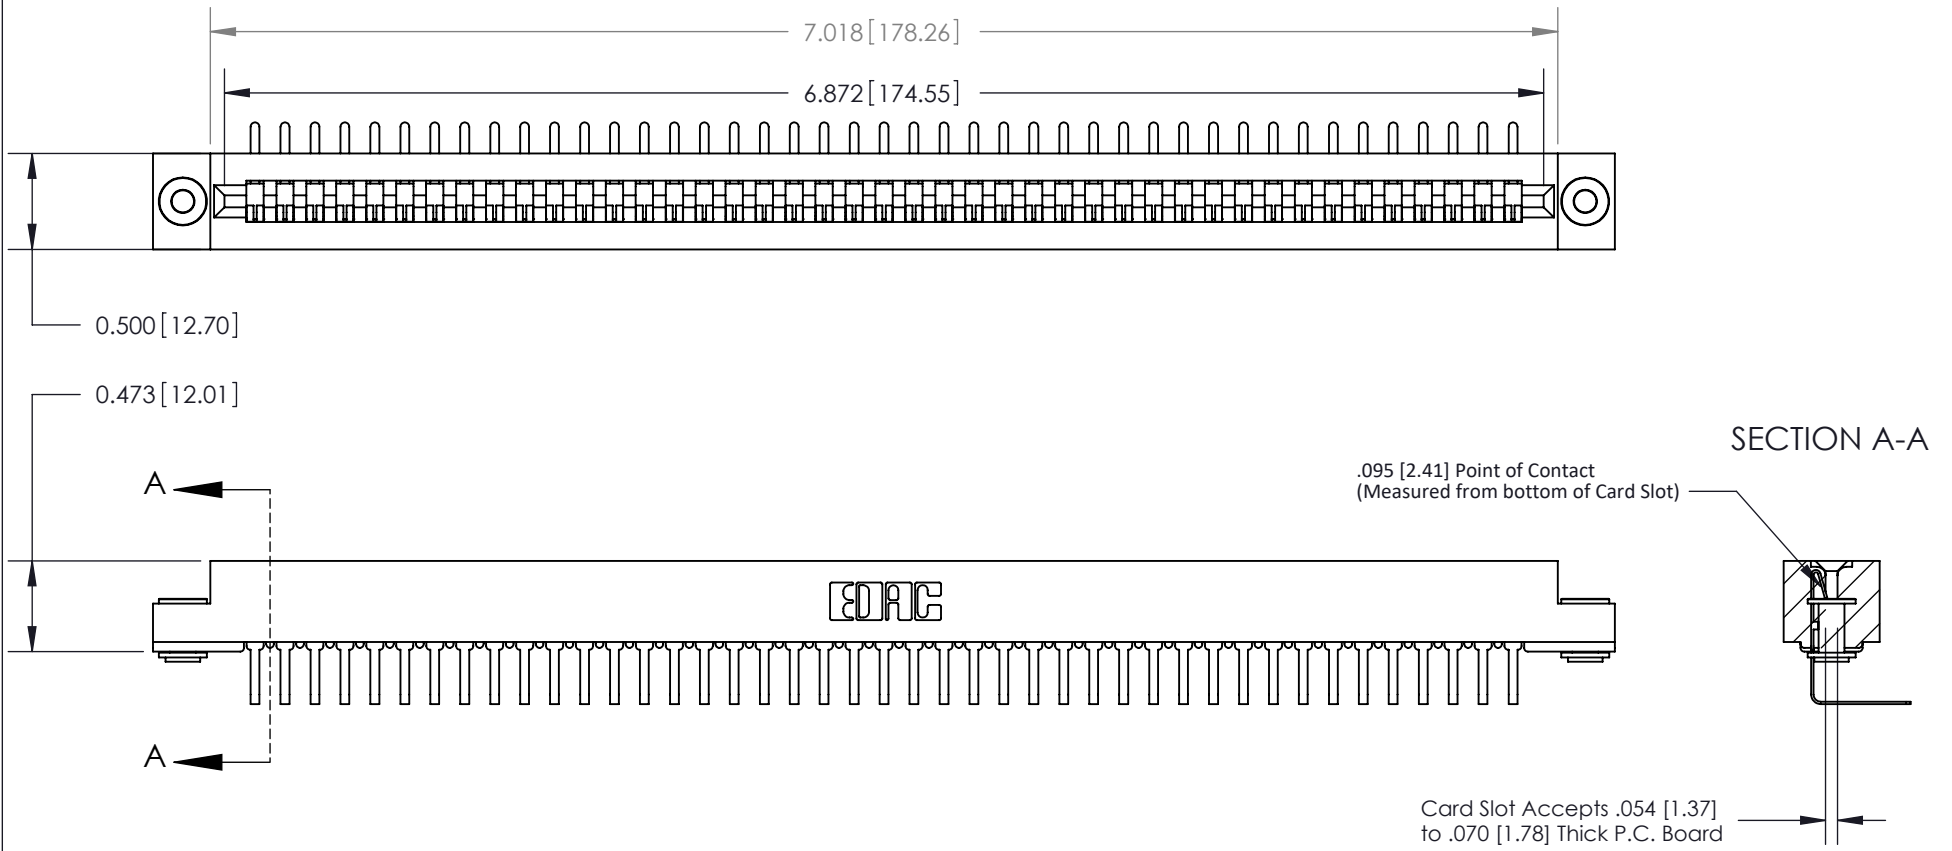 7.018 [178.26]
6.872 [174.55]
0.500 [12.70]
0.473 [12.01]
SECTION A-A
.095 [2.41] Point of Contact
(Measured from bottom of Card Slot)
A
EDAC
A
Card Slot Accepts .054 [1.37]
to .070 [1.78] Thick P.C. Board